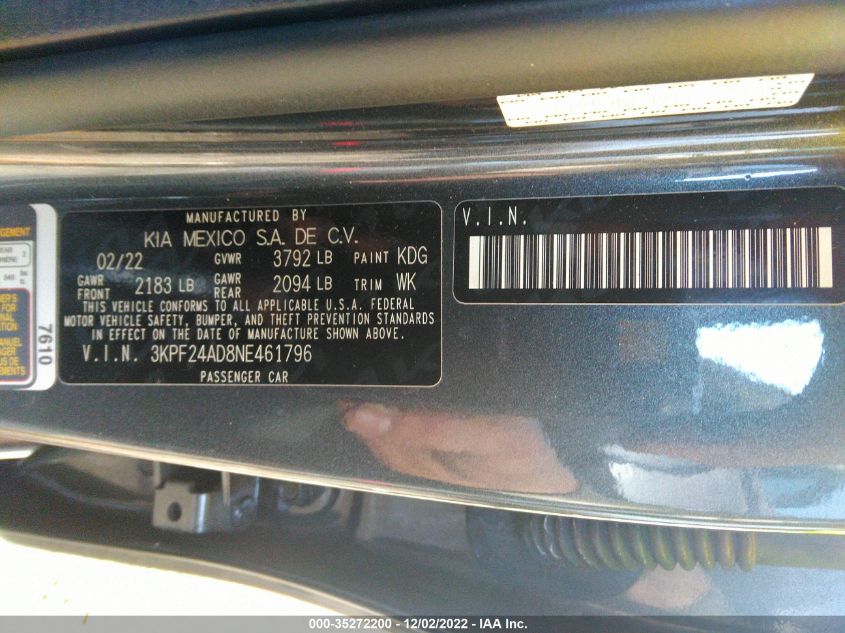 MANUFACTURED BY
KIA MEXICO S.A. DE C.V.
02/22 GVWR 3792 LB PAINT KDG
GAWR FRONT 2183 LB GAWR REAR 2094 LB TRIM WK
THIS VEHICLE CONFORMS TO ALL APPLICABLE U.S.A. FEDERAL
MOTOR VEHICLE SAFETY, BUMPER, AND THEFT PREVENTION STANDARDS
IN EFFECT ON THE DATE OF MANUFACTURE SHOWN ABOVE.
V.I.N. 3KPF24AD8NE461796
PASSENGER CAR
V.I.N.
7610
000-35272200 - 12/02/2022 - IAA Inc.